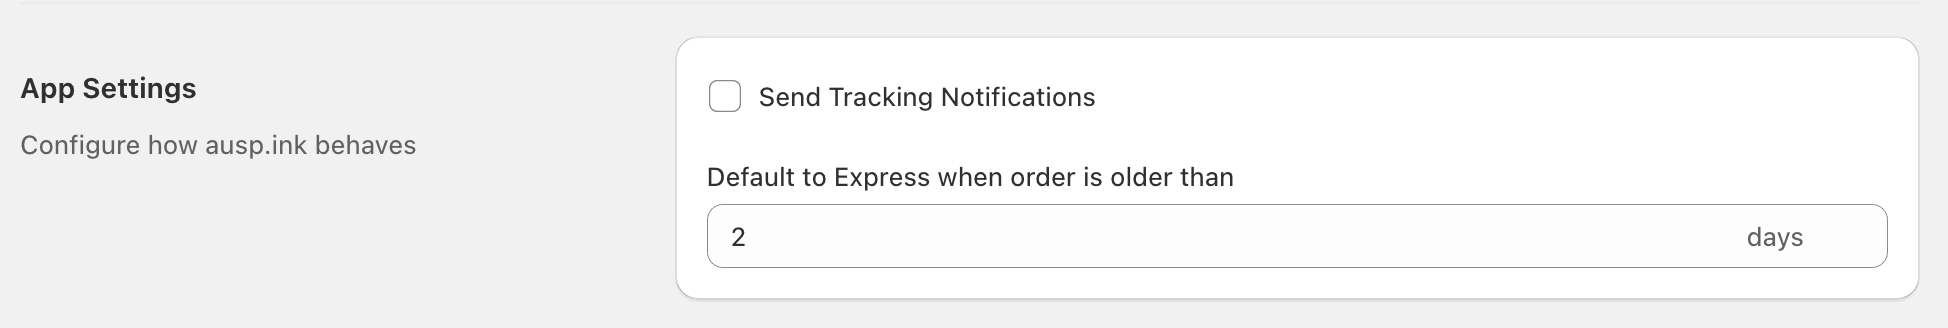 App Settings
Configure how ausp.ink behaves
Send Tracking Notifications
Default to Express when order is older than
2 days